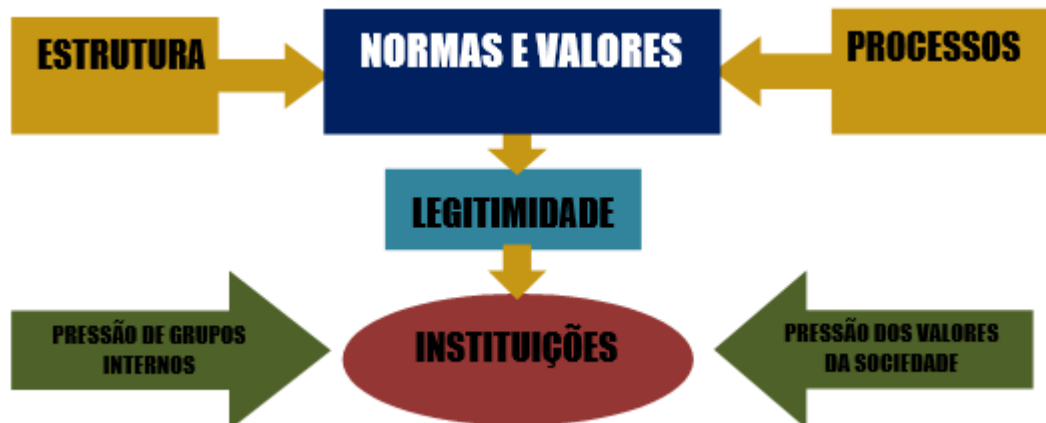 ESTRUTURA
NORMAS E VALORES
PROCESSOS
LEGITIMIDADE
PRESSÃO DE GRUPOS
INTERNOS
INSTITUIÇÕES
PRESSÃO DOS VALORES
DA SOCIEDADE